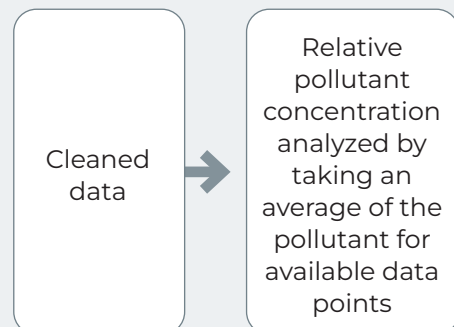 Cleaned
data
Relative
pollutant
concentration
analyzed by
taking an
average of the
pollutant for
available data
points